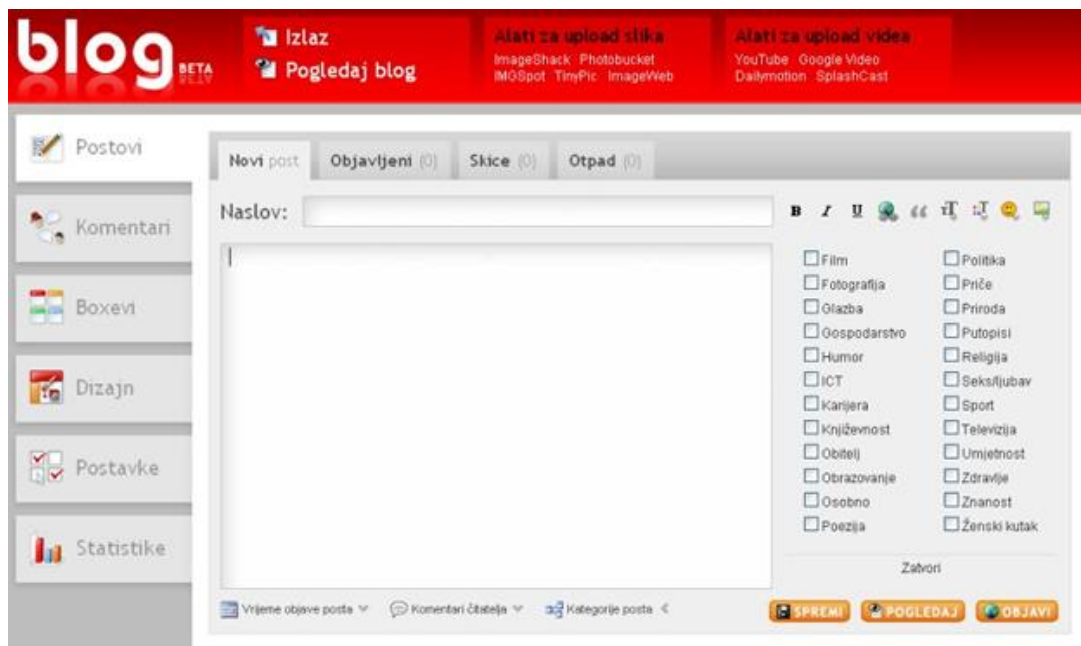 blog BETA
Izlaz
Pogledaj blog
Alati za upload slika
ImageShack Photobucket
IMGSpot TinyPic ImageWeb
Alati za upload videa
YouTube Google Video
Dailymotion SplashCast
Postovi
Komentari
Boxevi
Dizajn
Postavke
Statistike
Novi post Objavljeni (0) Skice (0) Otpad (0)
Naslov:
B I U
Film
Fotografija
Glazba
Gospodarstvo
Humor
ICT
Karijera
Književnost
Obitelj
Obrazovanje
Osobno
Poezija
Politika
Priče
Priroda
Putopisi
Religija
Seks/ljubav
Sport
Televizija
Umjetnost
Zdravlje
Znanost
Ženski kutak
Zatvori
Vrijeme objave posta Komentari čitatelja Kategorije posta
SPREMI POGLEDAJ OBJAVI